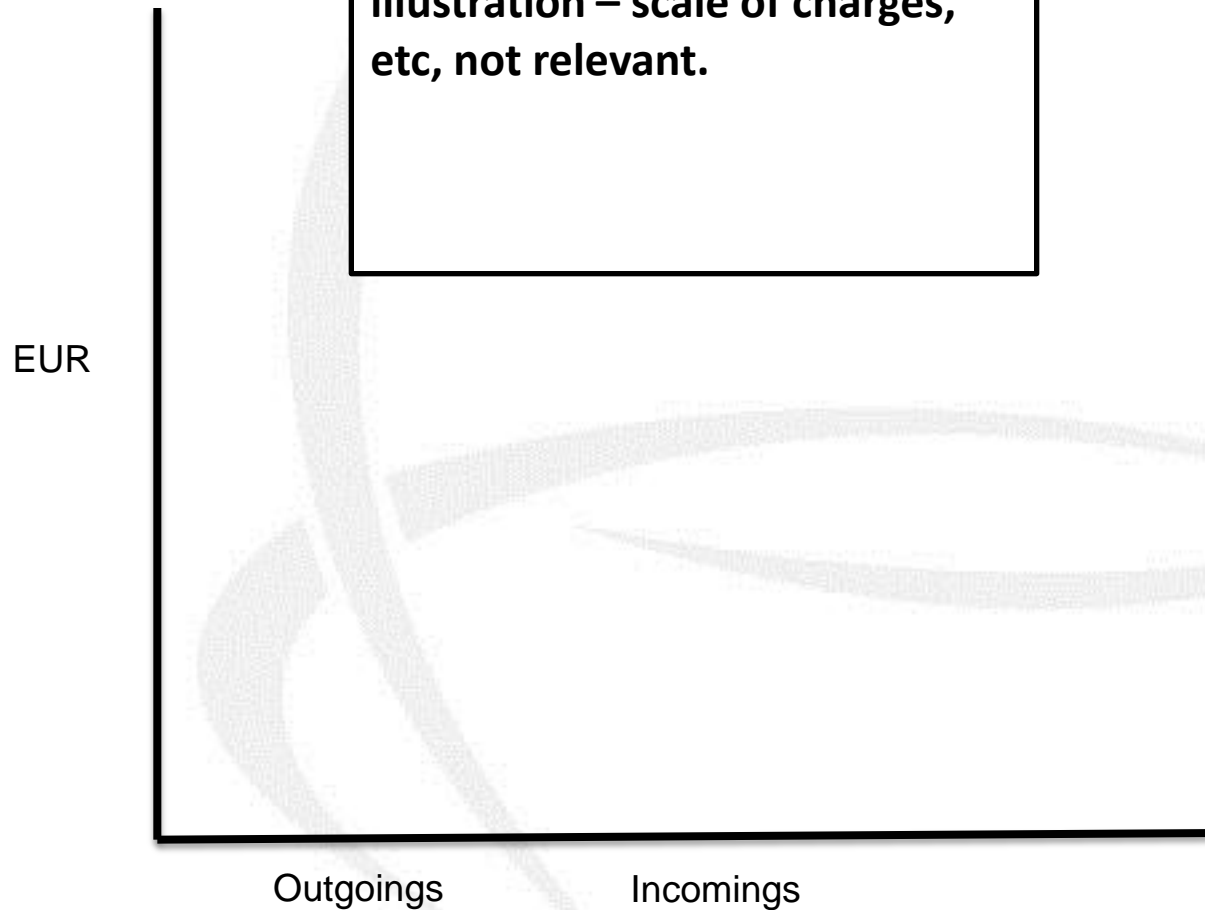 illustration – scale of charges,
etc, not relevant.
EUR
Outgoings Incomings